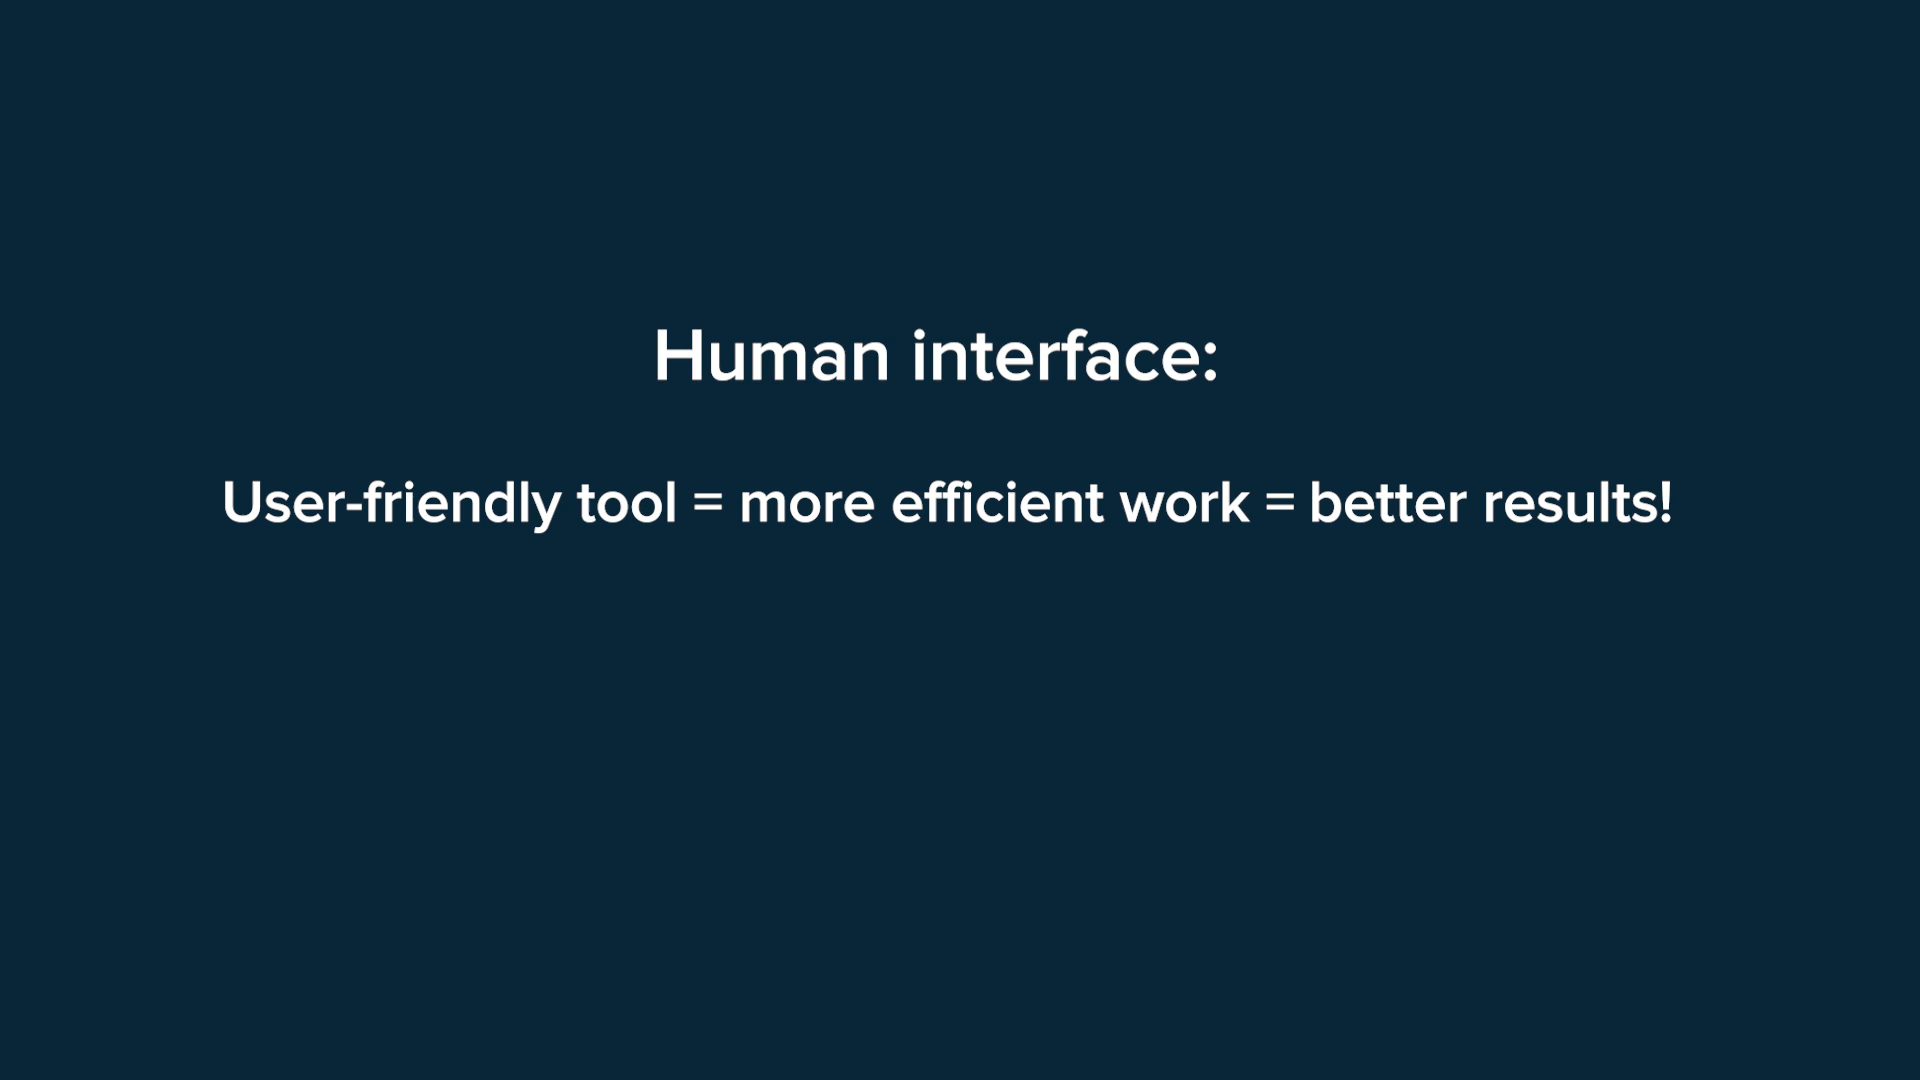 Human interface:
User-friendly tool = more efficient work = better results!